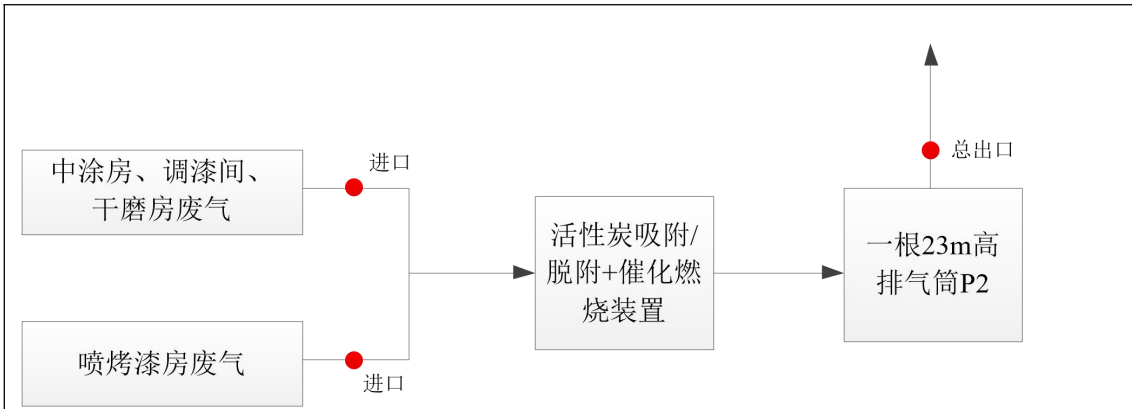 中涂房、调漆间、
干磨房废气
进口
喷烤漆房废气
进口
活性炭吸附/
脱附+催化燃
烧装置
一根23m高
排气筒P2
总出口